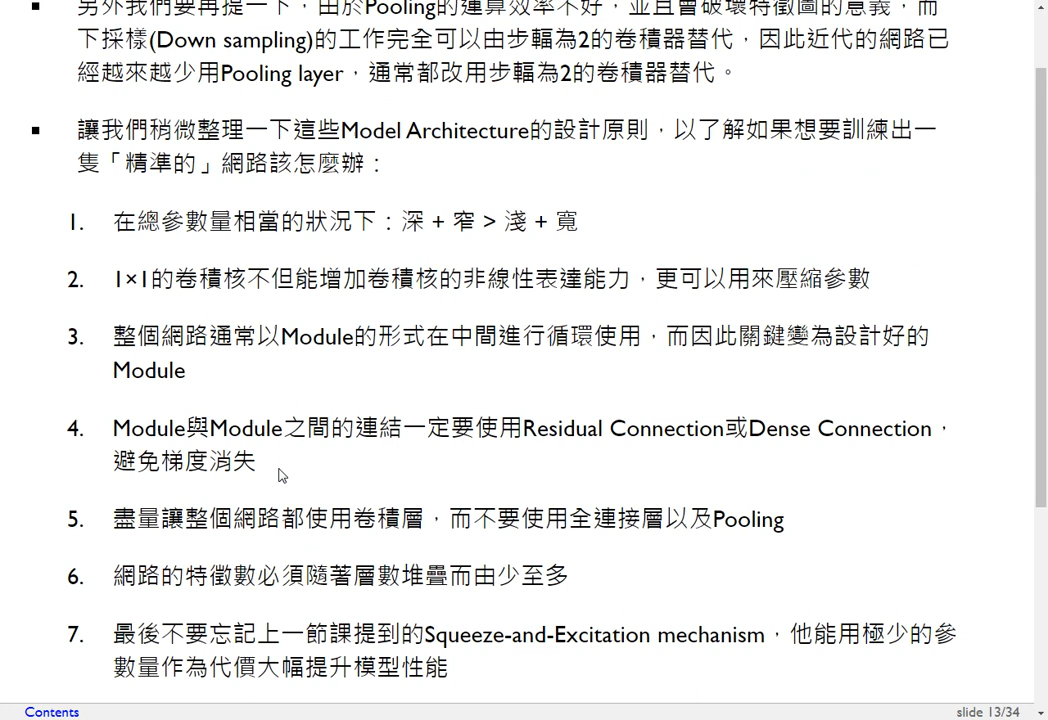 另外我們要再提一下，由於Pooling的運算效率不好，並且會破壞特徵圖的意義，而
下採樣(Down sampling)的工作完全可以由步輻為2的卷積器替代，因此近代的網路已
經越來越少用Pooling layer，通常都改用步輻為2的卷積器替代。
▪ 讓我們稍微整理一下這些Model Architecture的設計原則，以了解如果想要訓練出一
隻「精準的」網路該怎麼辦：
1. 在總參數量相當的狀況下：深 + 窄 > 淺 + 寬
2. 1×1的卷積核不但能增加卷積核的非線性表達能力，更可以用來壓縮參數
3. 整個網路通常以Module的形式在中間進行循環使用，而因此關鍵變為設計好的
Module
4. Module與Module之間的連結一定要使用Residual Connection或Dense Connection，
避免梯度消失
5. 盡量讓整個網路都使用卷積層，而不要使用全連接層以及Pooling
6. 網路的特徵數必須隨著層數堆疊而由少至多
7. 最後不要忘記上一節課提到的Squeeze-and-Excitation mechanism，他能用極少的參
數量作為代價大幅提升模型性能
Contents
slide 13/34